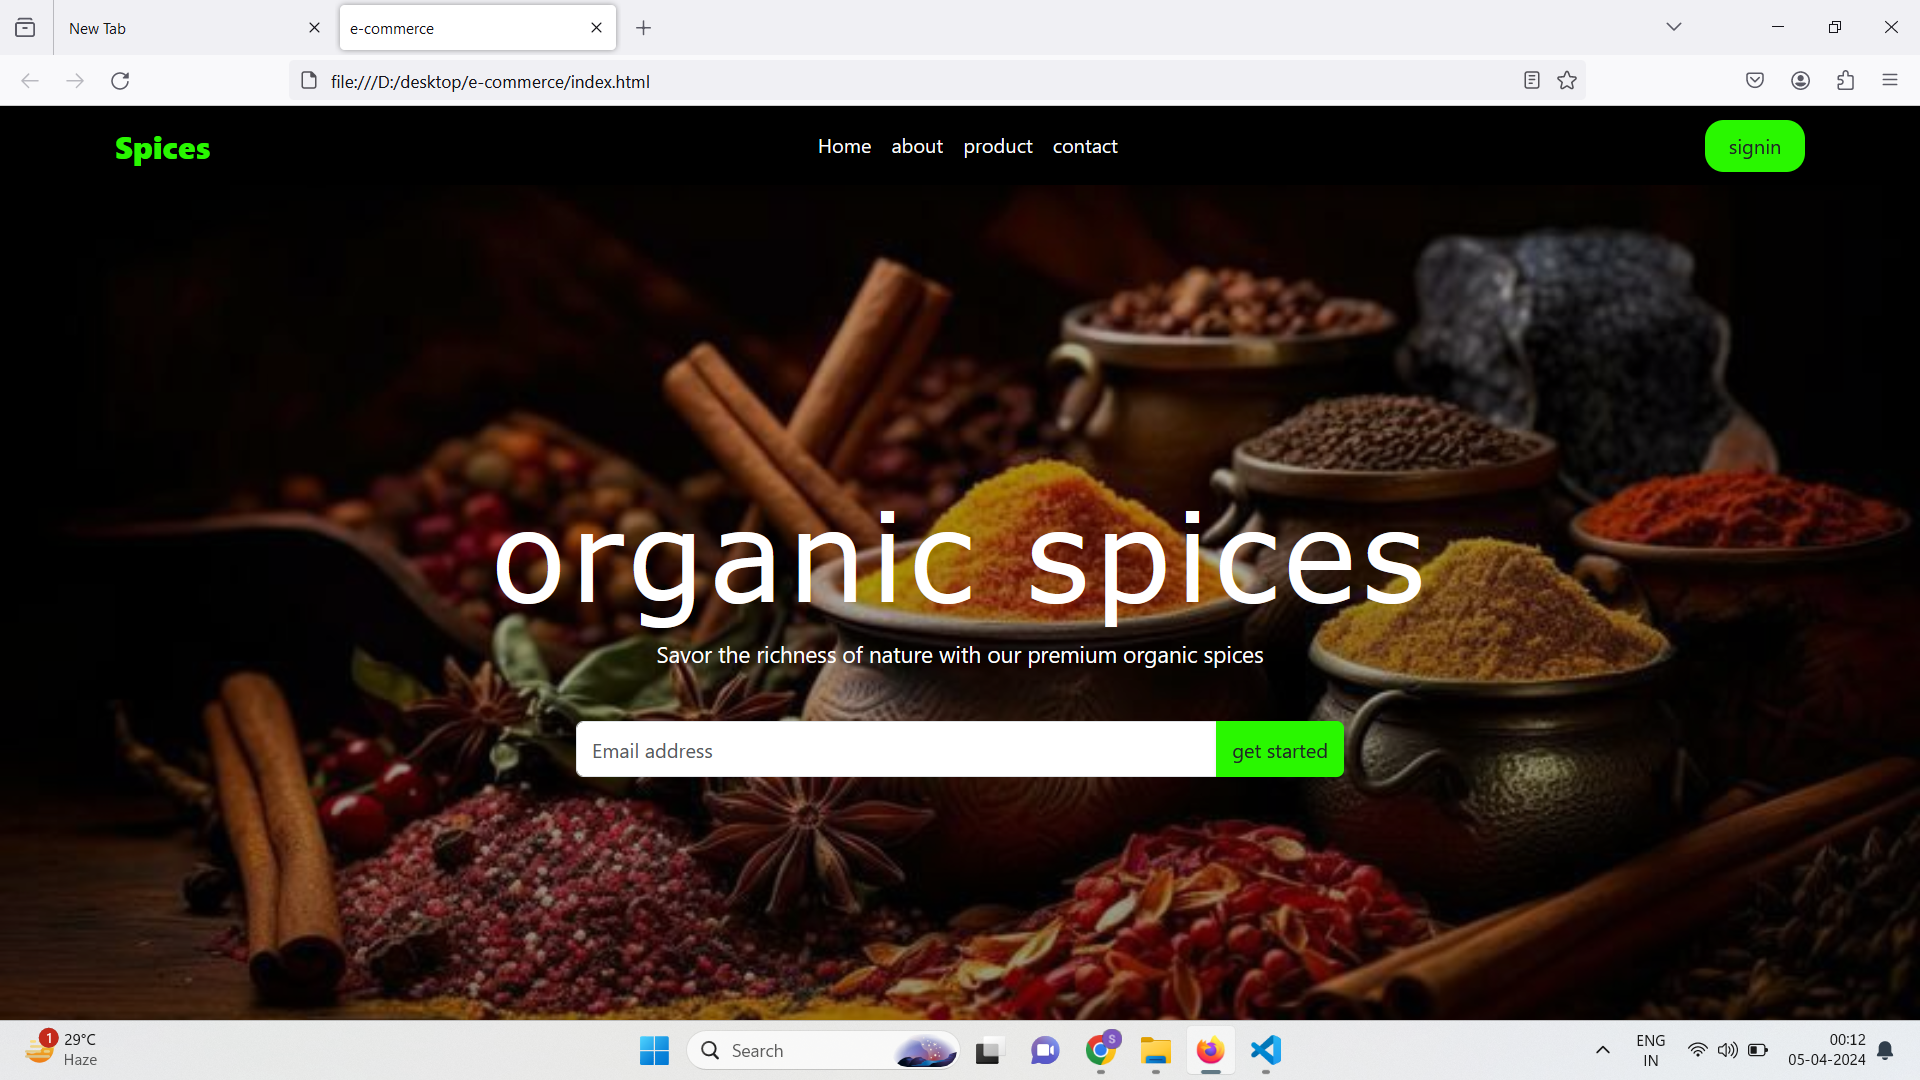 New Tab
e-commerce
file:///D:/desktop/e-commerce/index.html
Spices
Home about product contact
signin
organic spices
Savor the richness of nature with our premium organic spices
Email address
get started
1
29°C
Haze
Search
S
ENG
IN
00:12
05-04-2024